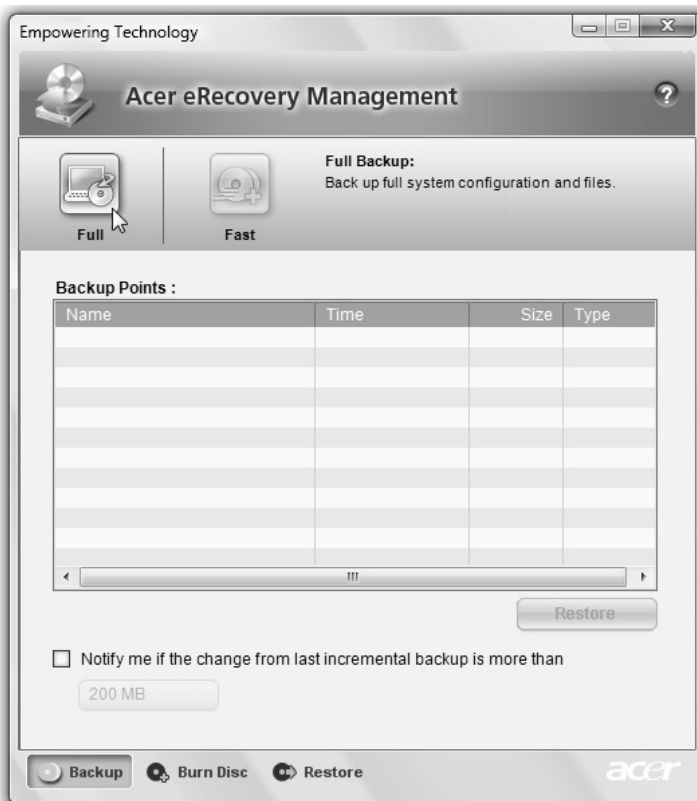 Empowering Technology
Acer eRecovery Management
?
Full
Fast
Full Backup:
Back up full system configuration and files.
Backup Points :
Name Time Size Type
Restore
Notify me if the change from last incremental backup is more than
200 MB
Backup Burn Disc Restore
acer